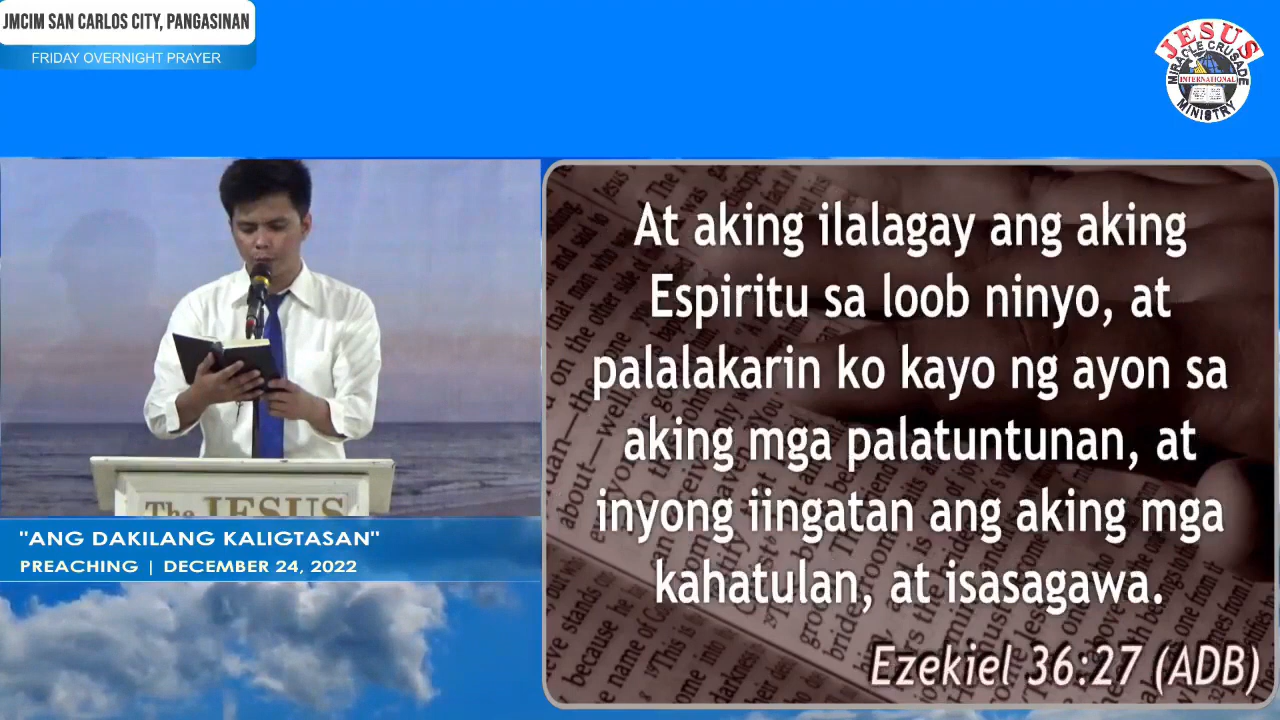 JMCIM SAN CARLOS CITY, PANGASINAN
FRIDAY OVERNIGHT PRAYER
JESUS
MIRACLE CRUSADE
INTERNATIONAL
MINISTRY
The JESUS
"ANG DAKILANG KALIGTASAN"
PREACHING | DECEMBER 24, 2022
At aking ilalagay ang aking
Espiritu sa loob ninyo, at
palalakarin ko kayo ng ayon sa
aking mga palatuntunan, at
inyong iingatan ang aking mga
kahatulan, at isasagawa.
Ezekiel 36:27 (ADB)